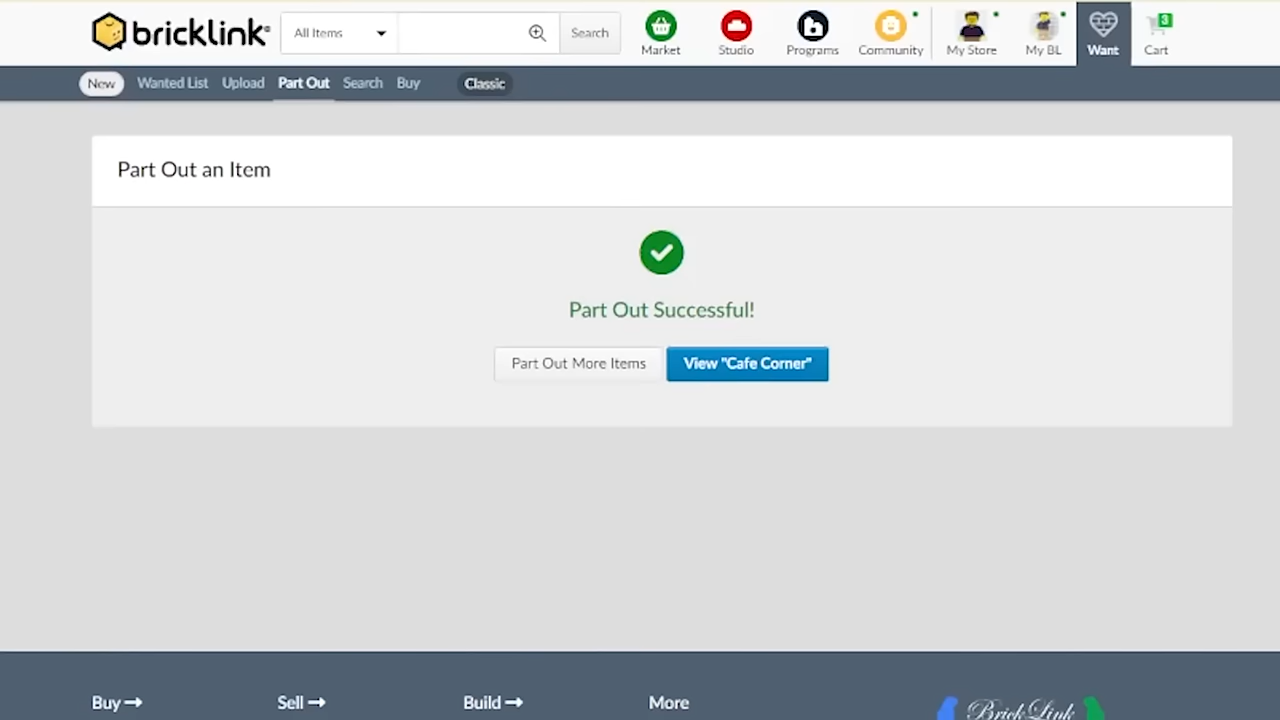 bricklink®
All Items
Search
Market
Studio
Programs
Community
My Store
My BL
Want
3
Cart
New
Wanted List
Upload
Part Out
Search
Buy
Classic
Part Out an Item
Part Out Successful!
Part Out More Items
View "Cafe Corner"
Buy
Sell
Build
More
BrickLink